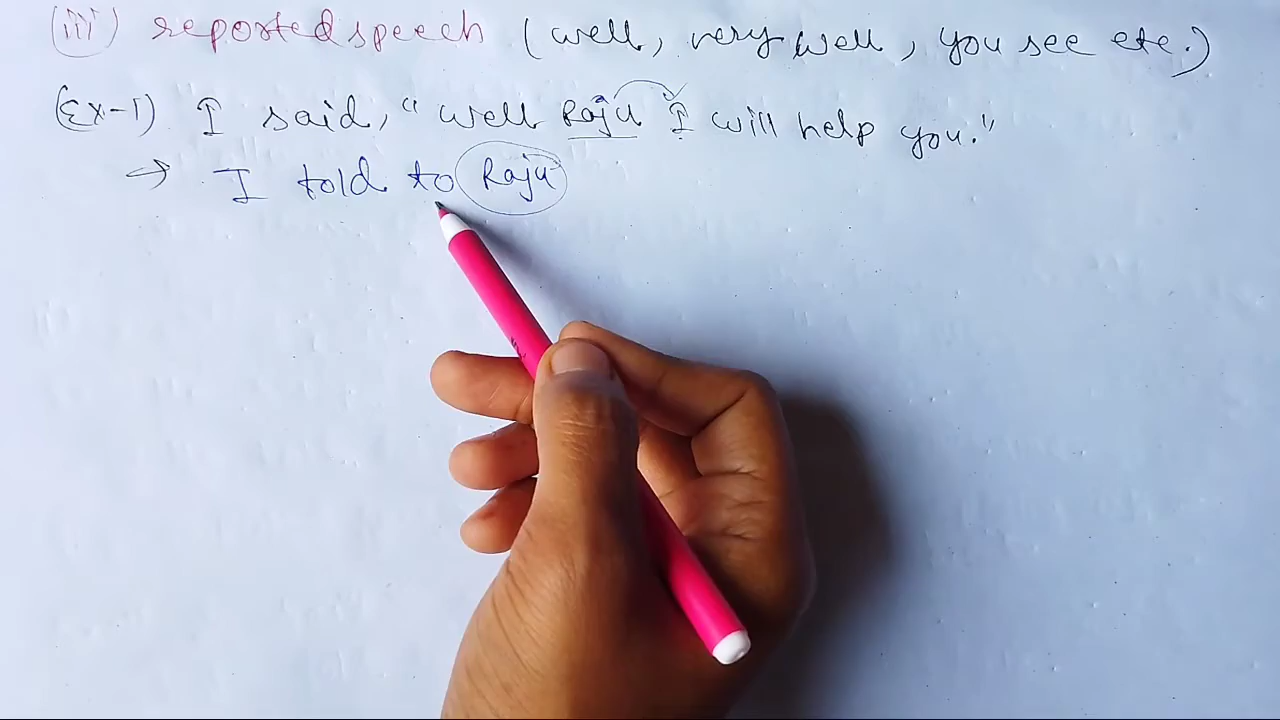 (iii) reported speech (well, very well, you see etc.)
(Ex-1) I said, "well Raju I will help you."
→ I told to Raju